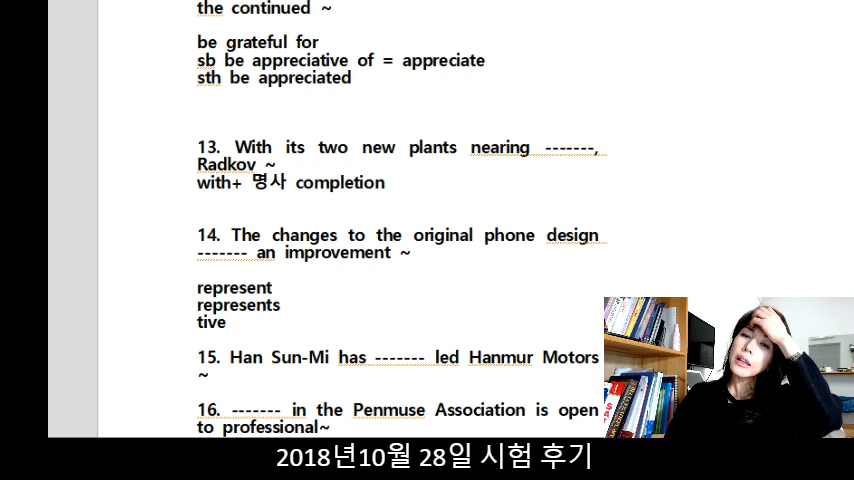 the continued ~
be grateful for
sb be appreciative of = appreciate
sth be appreciated
13. With its two new plants nearing -------,
Radkov ~
with+ 명사 completion
14. The changes to the original phone design
------- an improvement ~
represent
represents
tive
15. Han Sun-Mi has ------- led Hanmur Motors
~
16. ------- in the Penmuse Association is open
to professional~
2018년10월 28일 시험 후기